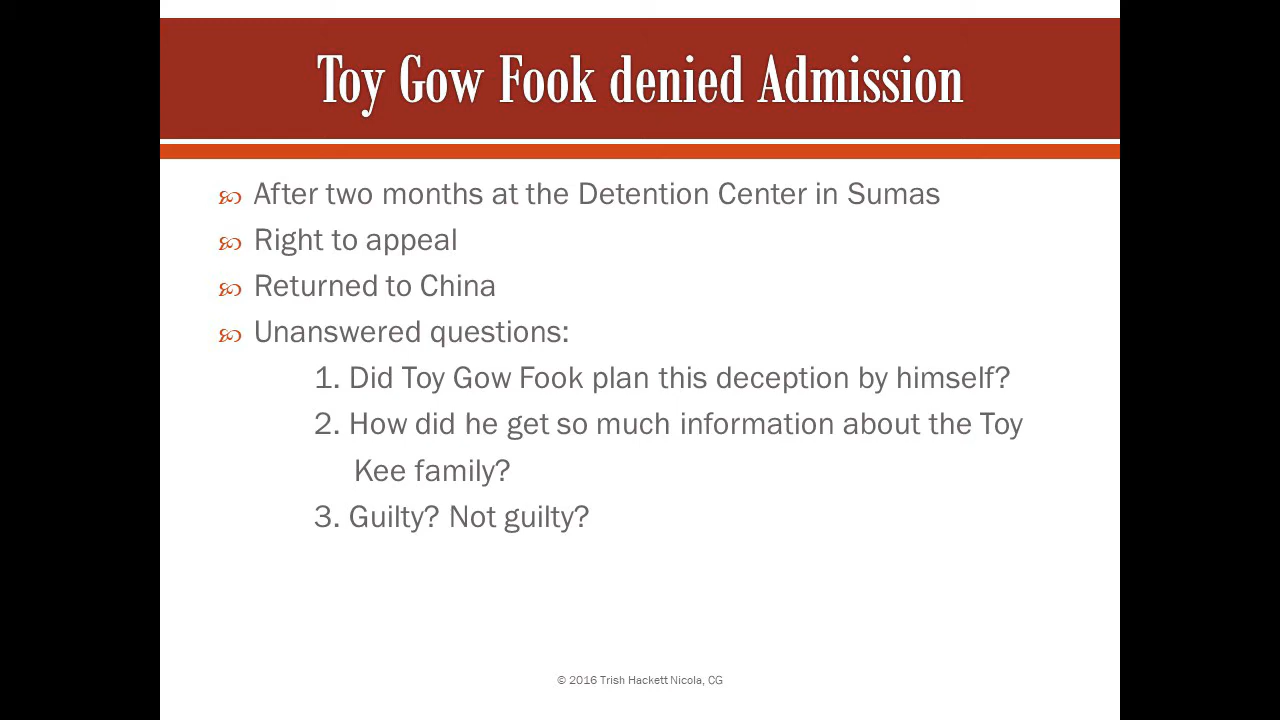 Toy Gow Fook denied Admission
After two months at the Detention Center in Sumas
Right to appeal
Returned to China
Unanswered questions:
1. Did Toy Gow Fook plan this deception by himself?
2. How did he get so much information about the Toy
Kee family?
3. Guilty? Not guilty?
© 2016 Trish Hackett Nicola, CG